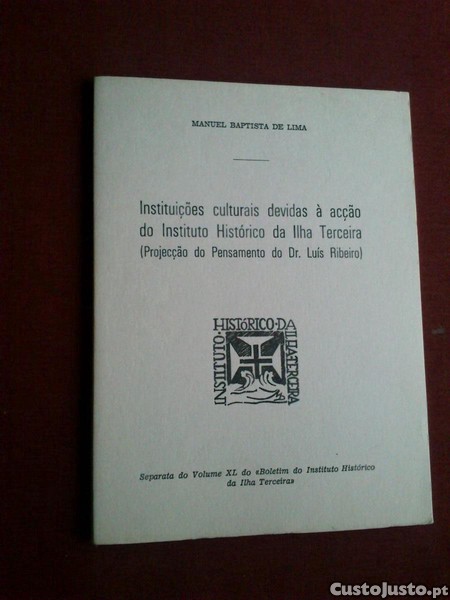 MANUEL BAPTISTA DE LIMA
Instituições culturais devidas à acção
do Instituto Histórico da Ilha Terceira
(Projecção do Pensamento do Dr. Luís Ribeiro)
INSTITUTO·HISTÓRICO·DA ILHA·TERCEIRA
Separata do Volume XL do «Boletim do Instituto Histórico
da Ilha Terceira»
CustoJusto.pt